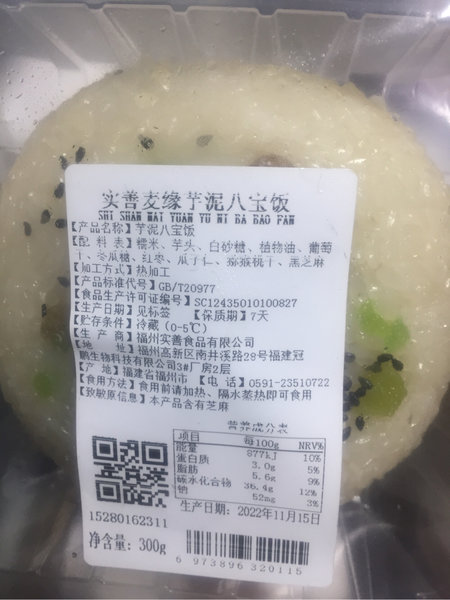 实善麦缘芋泥八宝饭
SHI SHAN MAI YUAN YU NI BA BAO FAN
【产品名称】芋泥八宝饭
【配 料 表】糯米、芋头、白砂糖、植物油、葡萄
干、冬瓜糖、红枣、瓜子仁、猕猴桃干、黑芝麻
【加工方式】热加工
【产品标准代号】GB/T20977
【食品生产许可证编号】SC12435010100827
【生产日期】见标签 【保质期】7天
【贮存条件】冷藏（0-5℃）
【生 产 商】福州实善食品有限公司
【地 址】福州高新区南井溪路29号福建冠
鹏生物科技有限公司3#厂房2层
【产 地】福建省福州市 【电 话】0591-23510722
【食用方法】食用前请加热、隔水蒸热即可食用
【致敏原信息】本产品含有芝麻
营养成分表
项目 每100g NRV%
能量 877kJ 10%
蛋白质 3.0g 5%
脂肪 5.6g 9%
碳水化合物 36.4g 12%
钠 52mg 3%
生产日期：2022年11月15日
15280162311
净含量：300g
6973896320115